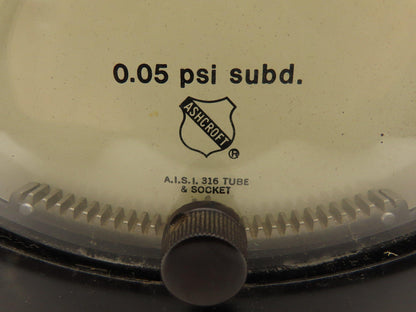 0.05 psi subd.
ASHCROFT
®
A.I.S.I. 316 TUBE
& SOCKET